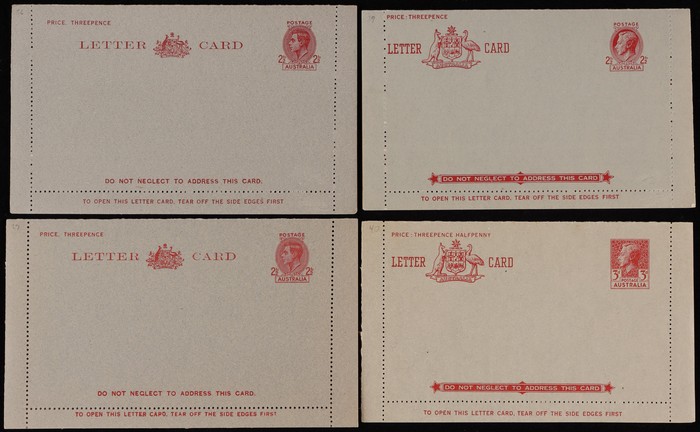 PRICE, THREEPENCE
POSTAGE
LETTER CARD
2½ 2½
AUSTRALIA
DO NOT NEGLECT TO ADDRESS THIS CARD.
TO OPEN THIS LETTER CARD, TEAR OFF THE SIDE EDGES FIRST
PRICE: THREEPENCE
POSTAGE
LETTER CARD
2½ 2½
AUSTRALIA
DO NOT NEGLECT TO ADDRESS THIS CARD
TO OPEN THIS LETTER CARD, TEAR OFF THE SIDE EDGES FIRST
PRICE, THREEPENCE
POSTAGE
LETTER CARD
2½ 2½
AUSTRALIA
DO NOT NEGLECT TO ADDRESS THIS CARD.
TO OPEN THIS LETTER CARD, TEAR OFF THE SIDE EDGES FIRST
PRICE: THREEPENCE HALFPENNY
LETTER CARD
3D 3D
POSTAGE
AUSTRALIA
DO NOT NEGLECT TO ADDRESS THIS CARD
TO OPEN THIS LETTER CARD, TEAR OFF THE SIDE EDGES FIRST